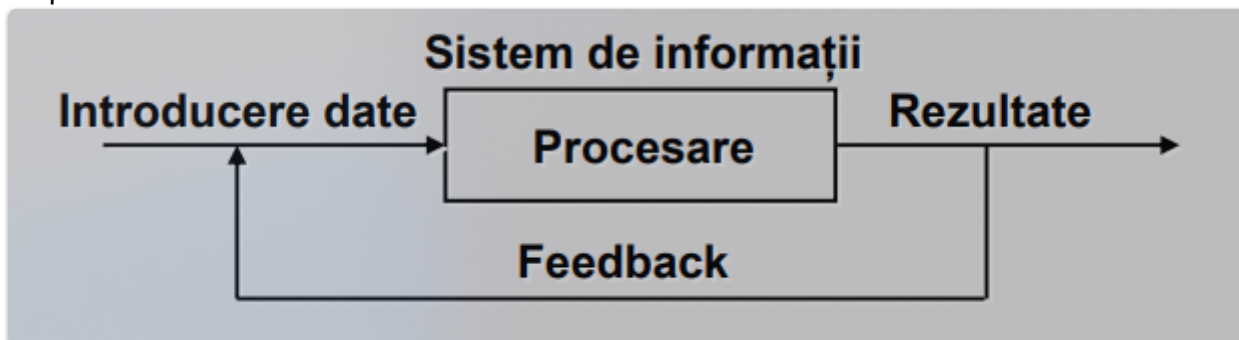 Sistem de informații
Introducere date
Procesare
Rezultate
Feedback